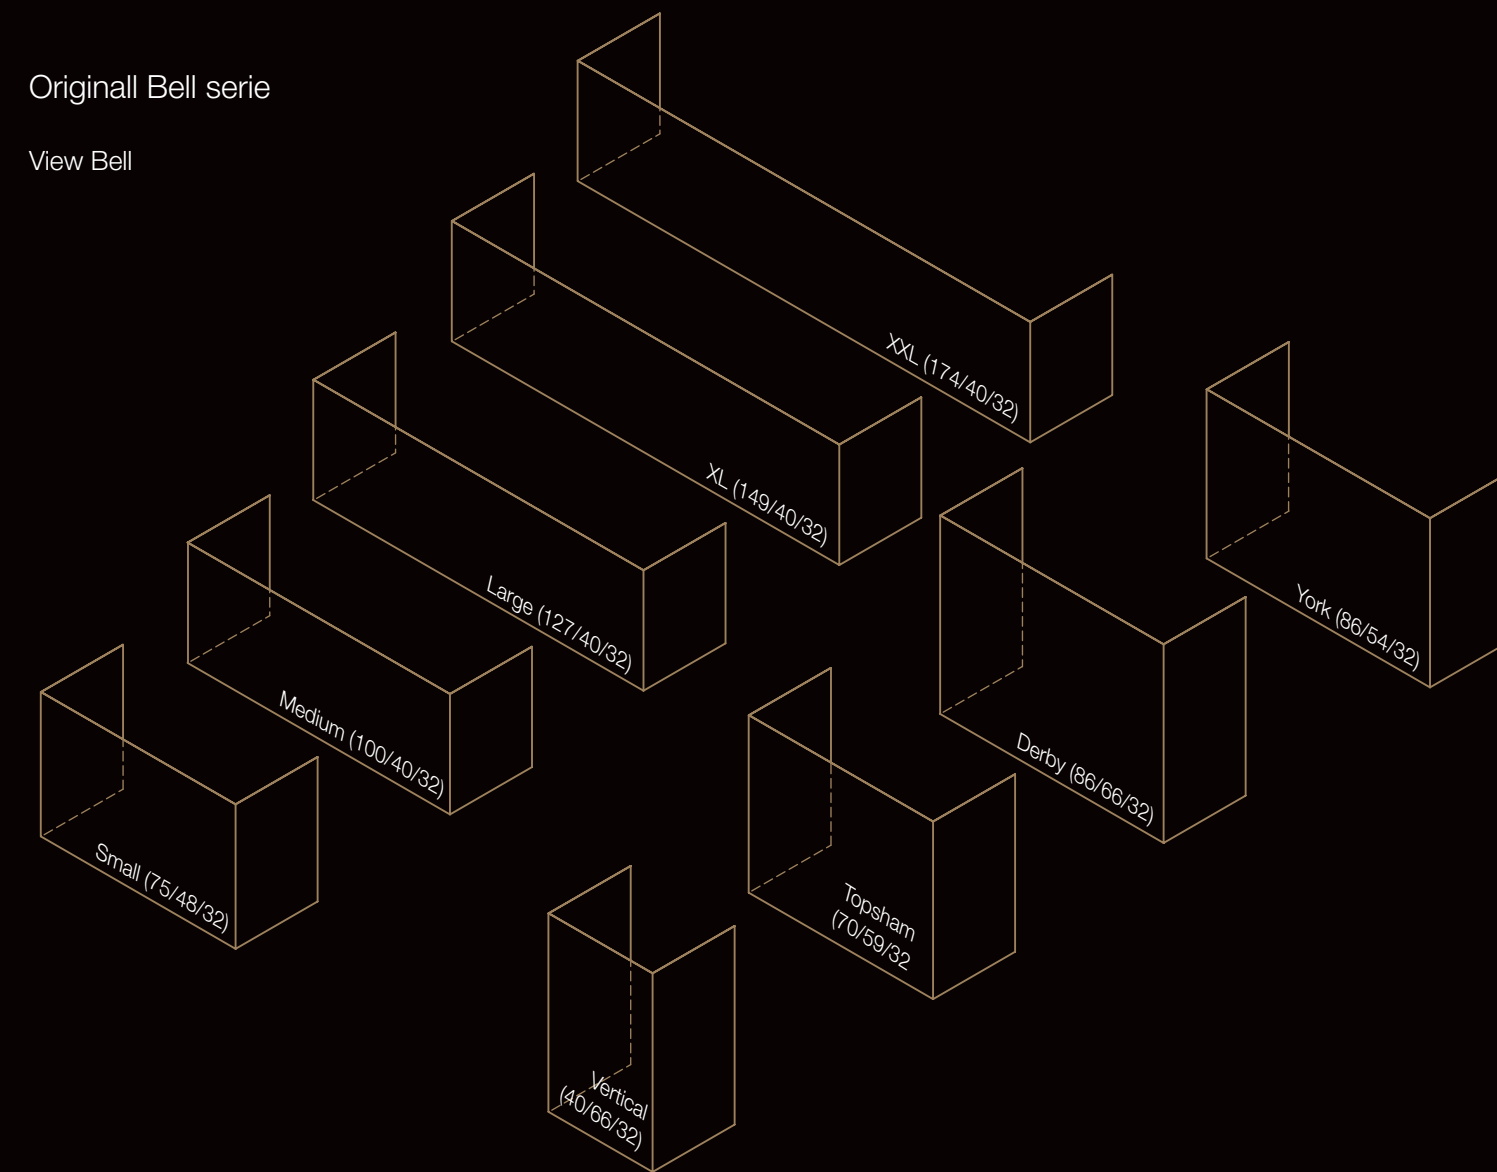 Originall Bell serie
View Bell
XXL (174/40/32)
XL (149/40/32)
Large (127/40/32)
Medium (100/40/32)
Small (75/48/32)
York (86/54/32)
Derby (86/66/32)
Topsham
(70/59/32
Vertical
(40/66/32)